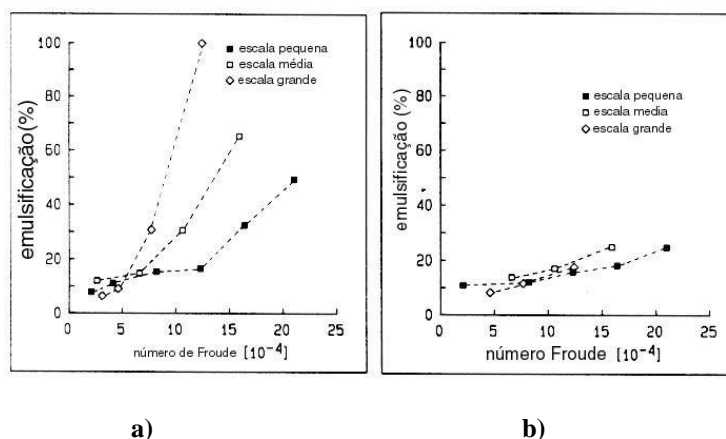 100
80
60
40
20
0
emulsificação (%)
escala pequena
escala média
escala grande
0 5 10 15 20 25
número de Froude [10⁻⁴]
a)
100
80
60
40
20
0
emulsificação (%)
escala pequena
escala media
escala grande
0 5 10 15 20 25
número Froude [10⁻⁴]
b)